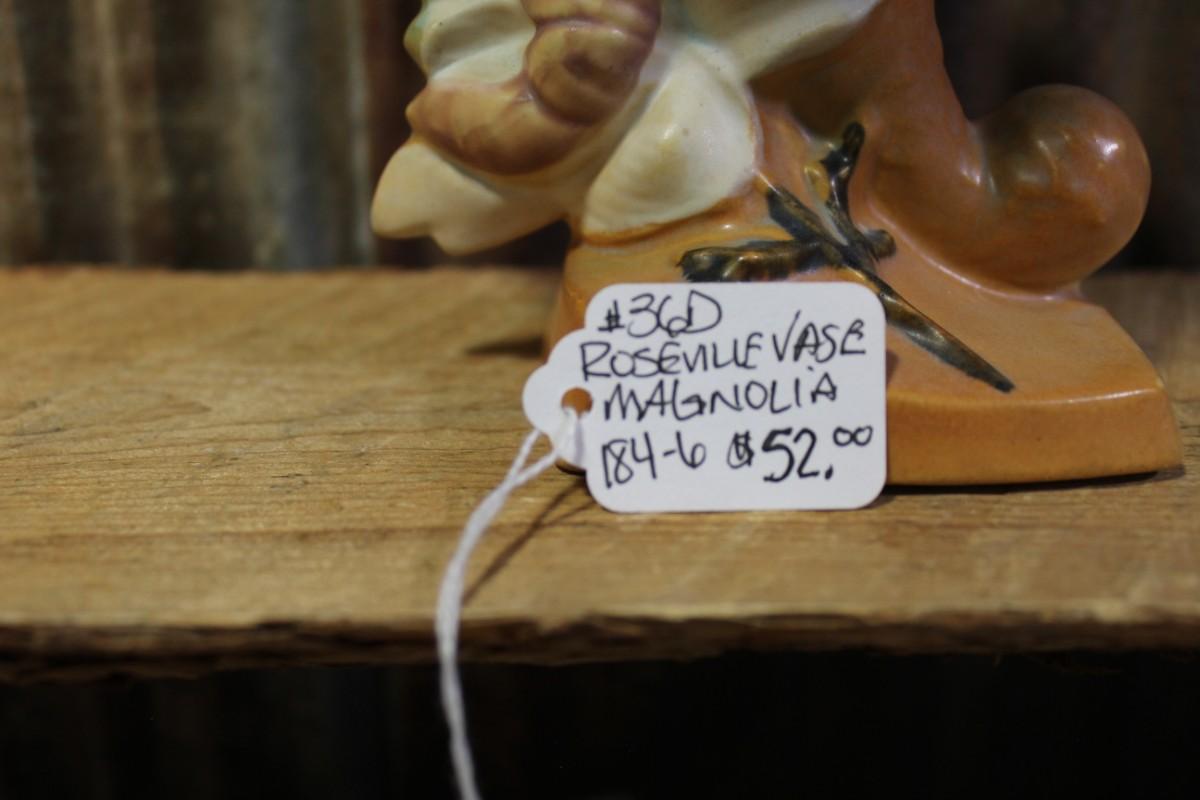 #36D
ROSEVILLE VASE
MAGNOLIA
184-6 $52.00